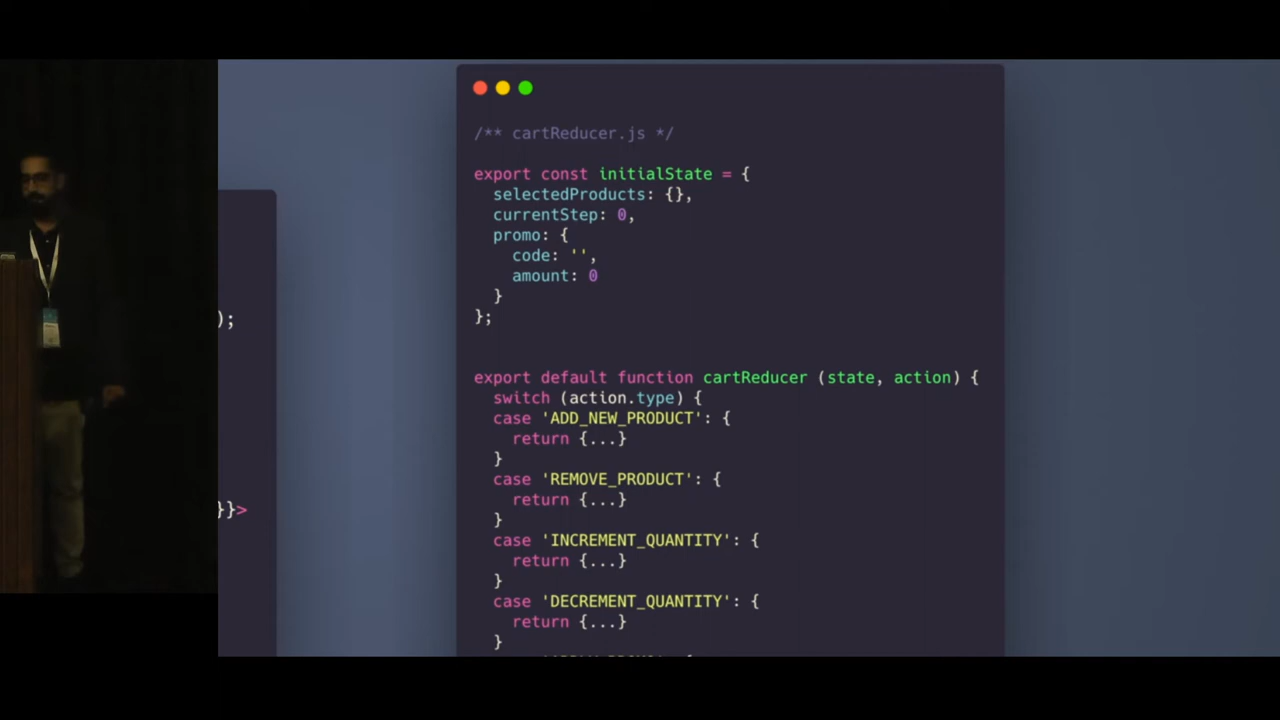 );
}}>
/** cartReducer.js */
export const initialState = {
selectedProducts: {},
currentStep: 0,
promo: {
code: '',
amount: 0
}
};
export default function cartReducer (state, action) {
switch (action.type) {
case 'ADD_NEW_PRODUCT': {
return {...}
}
case 'REMOVE_PRODUCT': {
return {...}
}
case 'INCREMENT_QUANTITY': {
return {...}
}
case 'DECREMENT_QUANTITY': {
return {...}
}